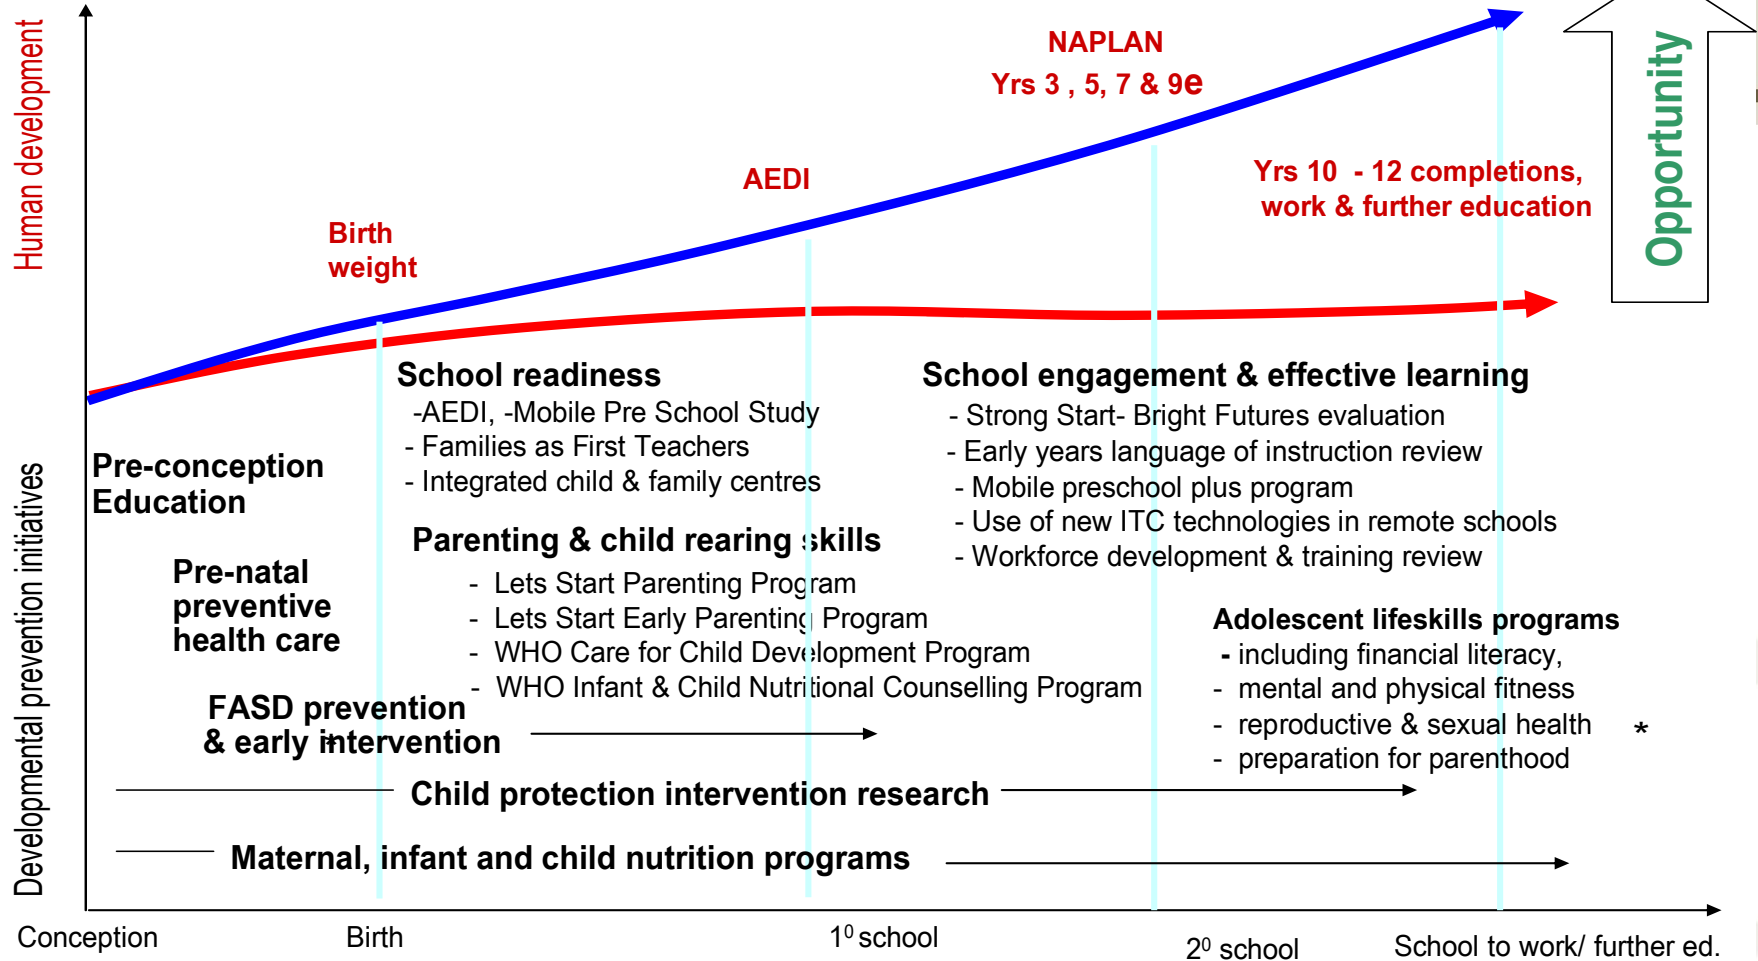 Human development
NAPLAN
Yrs 3 , 5, 7 & 9e
Opportunity
AEDI
Yrs 10 - 12 completions,
work & further education
Birth
weight
Developmental prevention initiatives
Pre-conception
Education
Pre-natal
preventive
health care
School readiness
-AEDI, -Mobile Pre School Study
- Families as First Teachers
- Integrated child & family centres
Parenting & child rearing skills
- Lets Start Parenting Program
- Lets Start Early Parenting Program
- WHO Care for Child Development Program
- WHO Infant & Child Nutritional Counselling Program
School engagement & effective learning
- Strong Start- Bright Futures evaluation
- Early years language of instruction review
- Mobile preschool plus program
- Use of new ITC technologies in remote schools
- Workforce development & training review
Adolescent lifeskills programs
- including financial literacy,
- mental and physical fitness
- reproductive & sexual health *
- preparation for parenthood
FASD prevention
& early intervention
*
Child protection intervention research
Maternal, infant and child nutrition programs
Conception
Birth
1⁰ school
2⁰ school
School to work/ further ed.